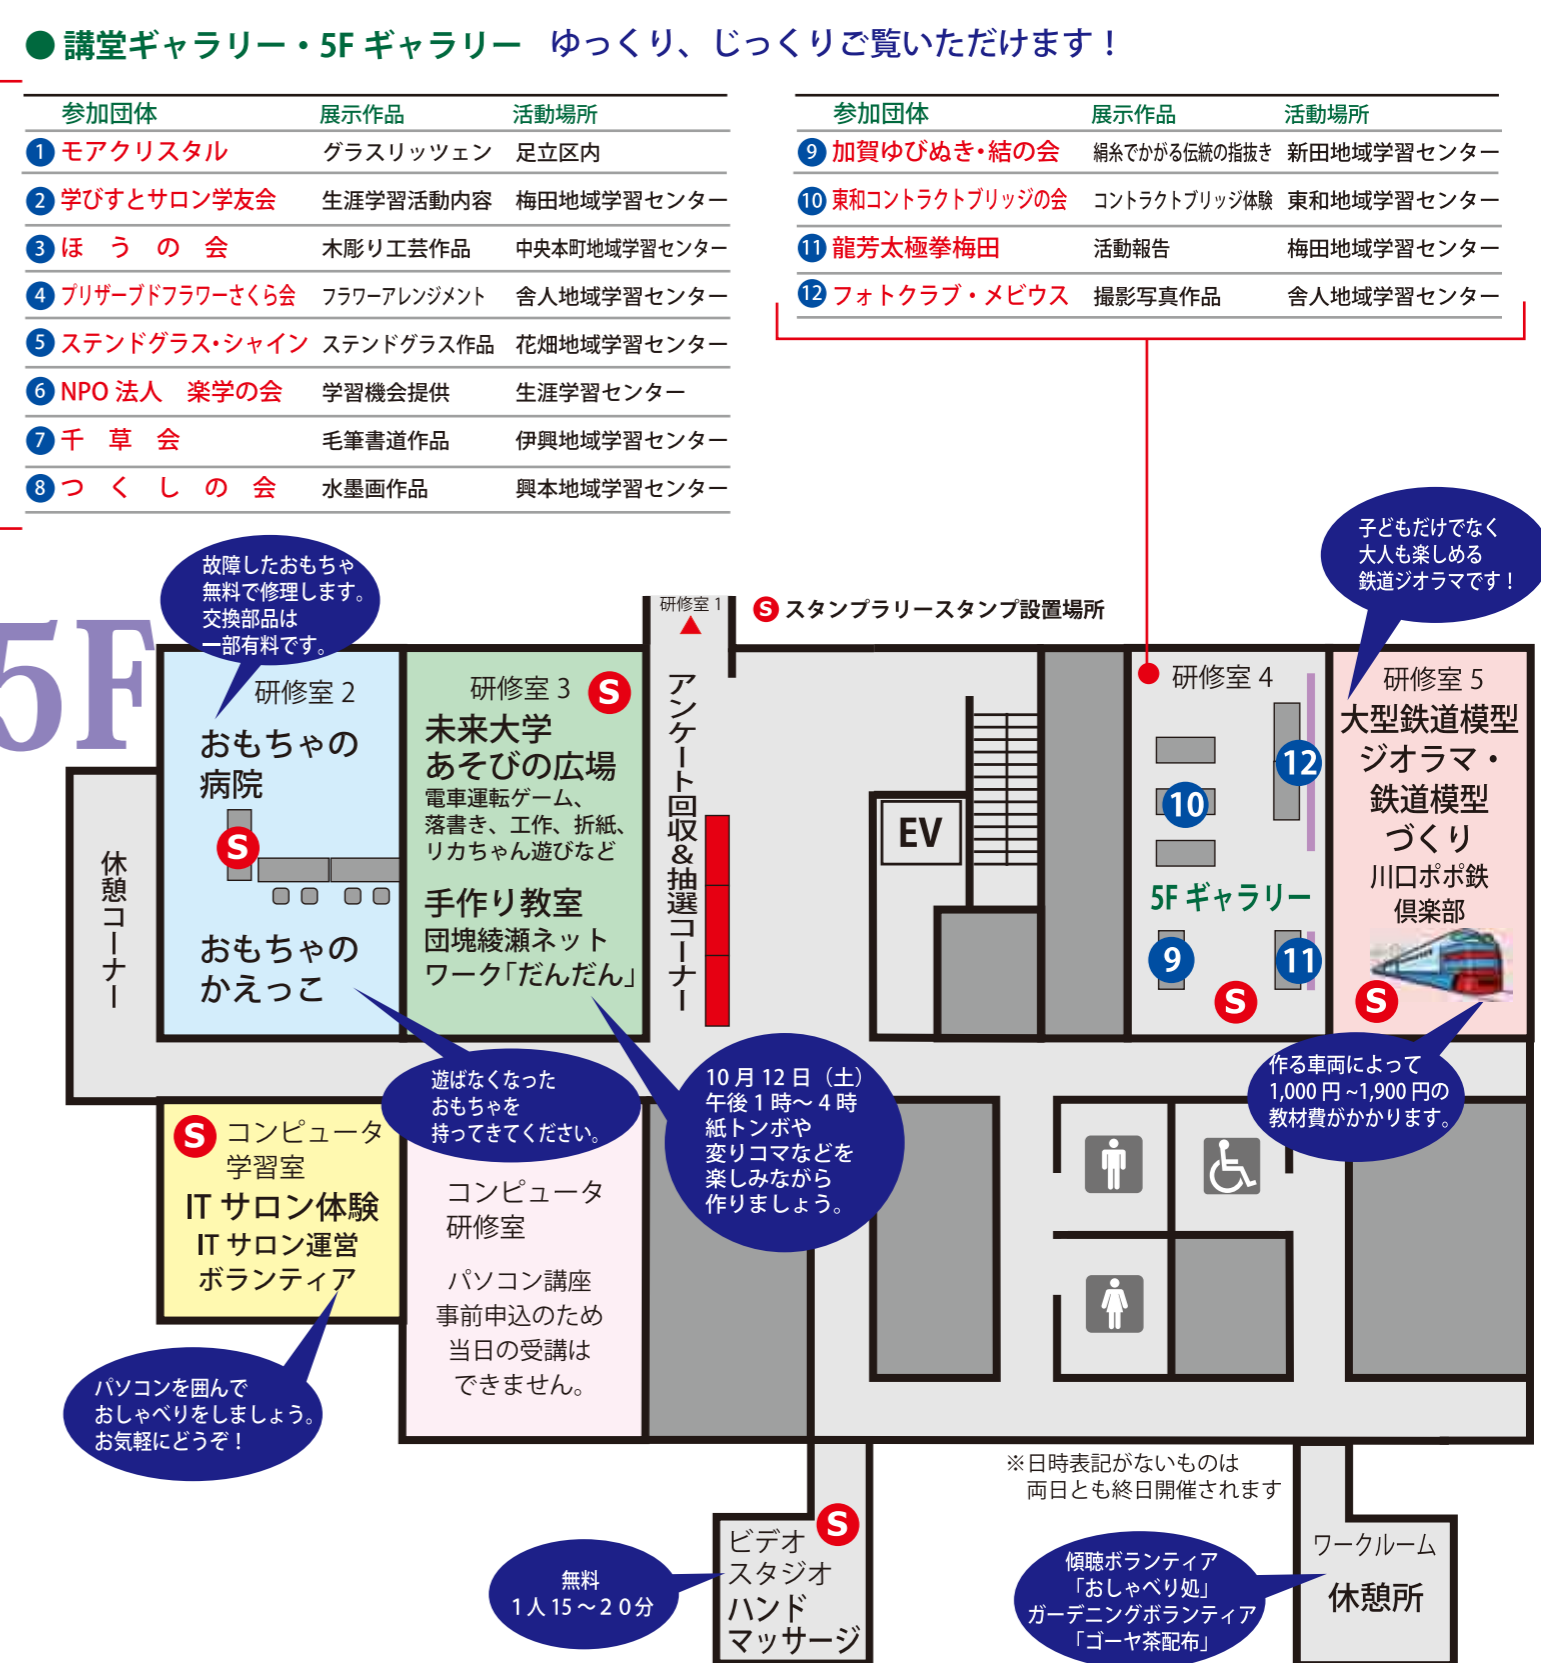 ● 講堂ギャラリー・5F ギャラリー ゆっくり、じっくりご覧いただけます！
参加団体 展示作品 活動場所
1 モアクリスタル グラスリッツェン 足立区内
2 学びすとサロン学友会 生涯学習活動内容 梅田地域学習センター
3 ほうの会 木彫り工芸作品 中央本町地域学習センター
4 プリザーブドフラワーさくら会 フラワーアレンジメント 舎人地域学習センター
5 ステンドグラス・シャイン ステンドグラス作品 花畑地域学習センター
6 NPO 法人 楽学の会 学習機会提供 生涯学習センター
7 千草会 毛筆書道作品 伊興地域学習センター
8 つくしの会 水墨画作品 興本地域学習センター
参加団体 展示作品 活動場所
9 加賀ゆびぬき・結の会 絹糸でかがる伝統の指抜き 新田地域学習センター
10 東和コントラクトブリッジの会 コントラクトブリッジ体験 東和地域学習センター
11 龍芳太極拳梅田 活動報告 梅田地域学習センター
12 フォトクラブ・メビウス 撮影写真作品 舎人地域学習センター
5F
故障したおもちゃ
無料で修理します。
交換部品は
一部有料です。
研修室 1
S スタンプラリースタンプ設置場所
子どもだけでなく
大人も楽しめる
鉄道ジオラマです！
休憩コーナー
研修室 2
おもちゃの
病院
S
おもちゃの
かえっこ
研修室 3
S
未来大学
あそびの広場
電車運転ゲーム、
落書き、工作、折紙、
リカちゃん遊びなど
手作り教室
団塊綾瀬ネット
ワーク「だんだん」
アンケート回収&抽選コーナー
EV
研修室 4
12
10
5F ギャラリー
9
11
S
研修室 5
大型鉄道模型
ジオラマ・
鉄道模型
づくり
川口ポポ鉄
倶楽部
S
遊ばなくなった
おもちゃを
持ってきてください。
10 月 12 日（土）
午後 1 時～ 4 時
紙トンボや
変りコマなどを
楽しみながら
作りましょう。
作る車両によって
1,000 円 ~1,900 円の
教材費がかかります。
S
コンピュータ
学習室
IT サロン体験
IT サロン運営
ボランティア
コンピュータ
研修室
パソコン講座
事前申込のため
当日の受講は
できません。
パソコンを囲んで
おしゃべりをしましょう。
お気軽にどうぞ！
※日時表記がないものは
両日とも終日開催されます
無料
1 人 15 ～２０分
S
ビデオ
スタジオ
ハンド
マッサージ
傾聴ボランティア
「おしゃべり処」
ガーデニングボランティア
「ゴーヤ茶配布」
ワークルーム
休憩所